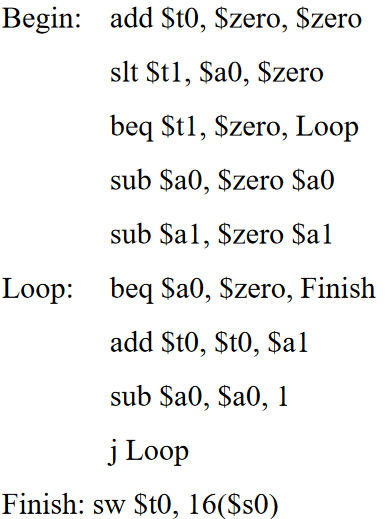 Begin: add $t0, $zero, $zero
slt $t1, $a0, $zero
beq $t1, $zero, Loop
sub $a0, $zero $a0
sub $a1, $zero $a1
Loop: beq $a0, $zero, Finish
add $t0, $t0, $a1
sub $a0, $a0, 1
j Loop
Finish: sw $t0, 16($s0)